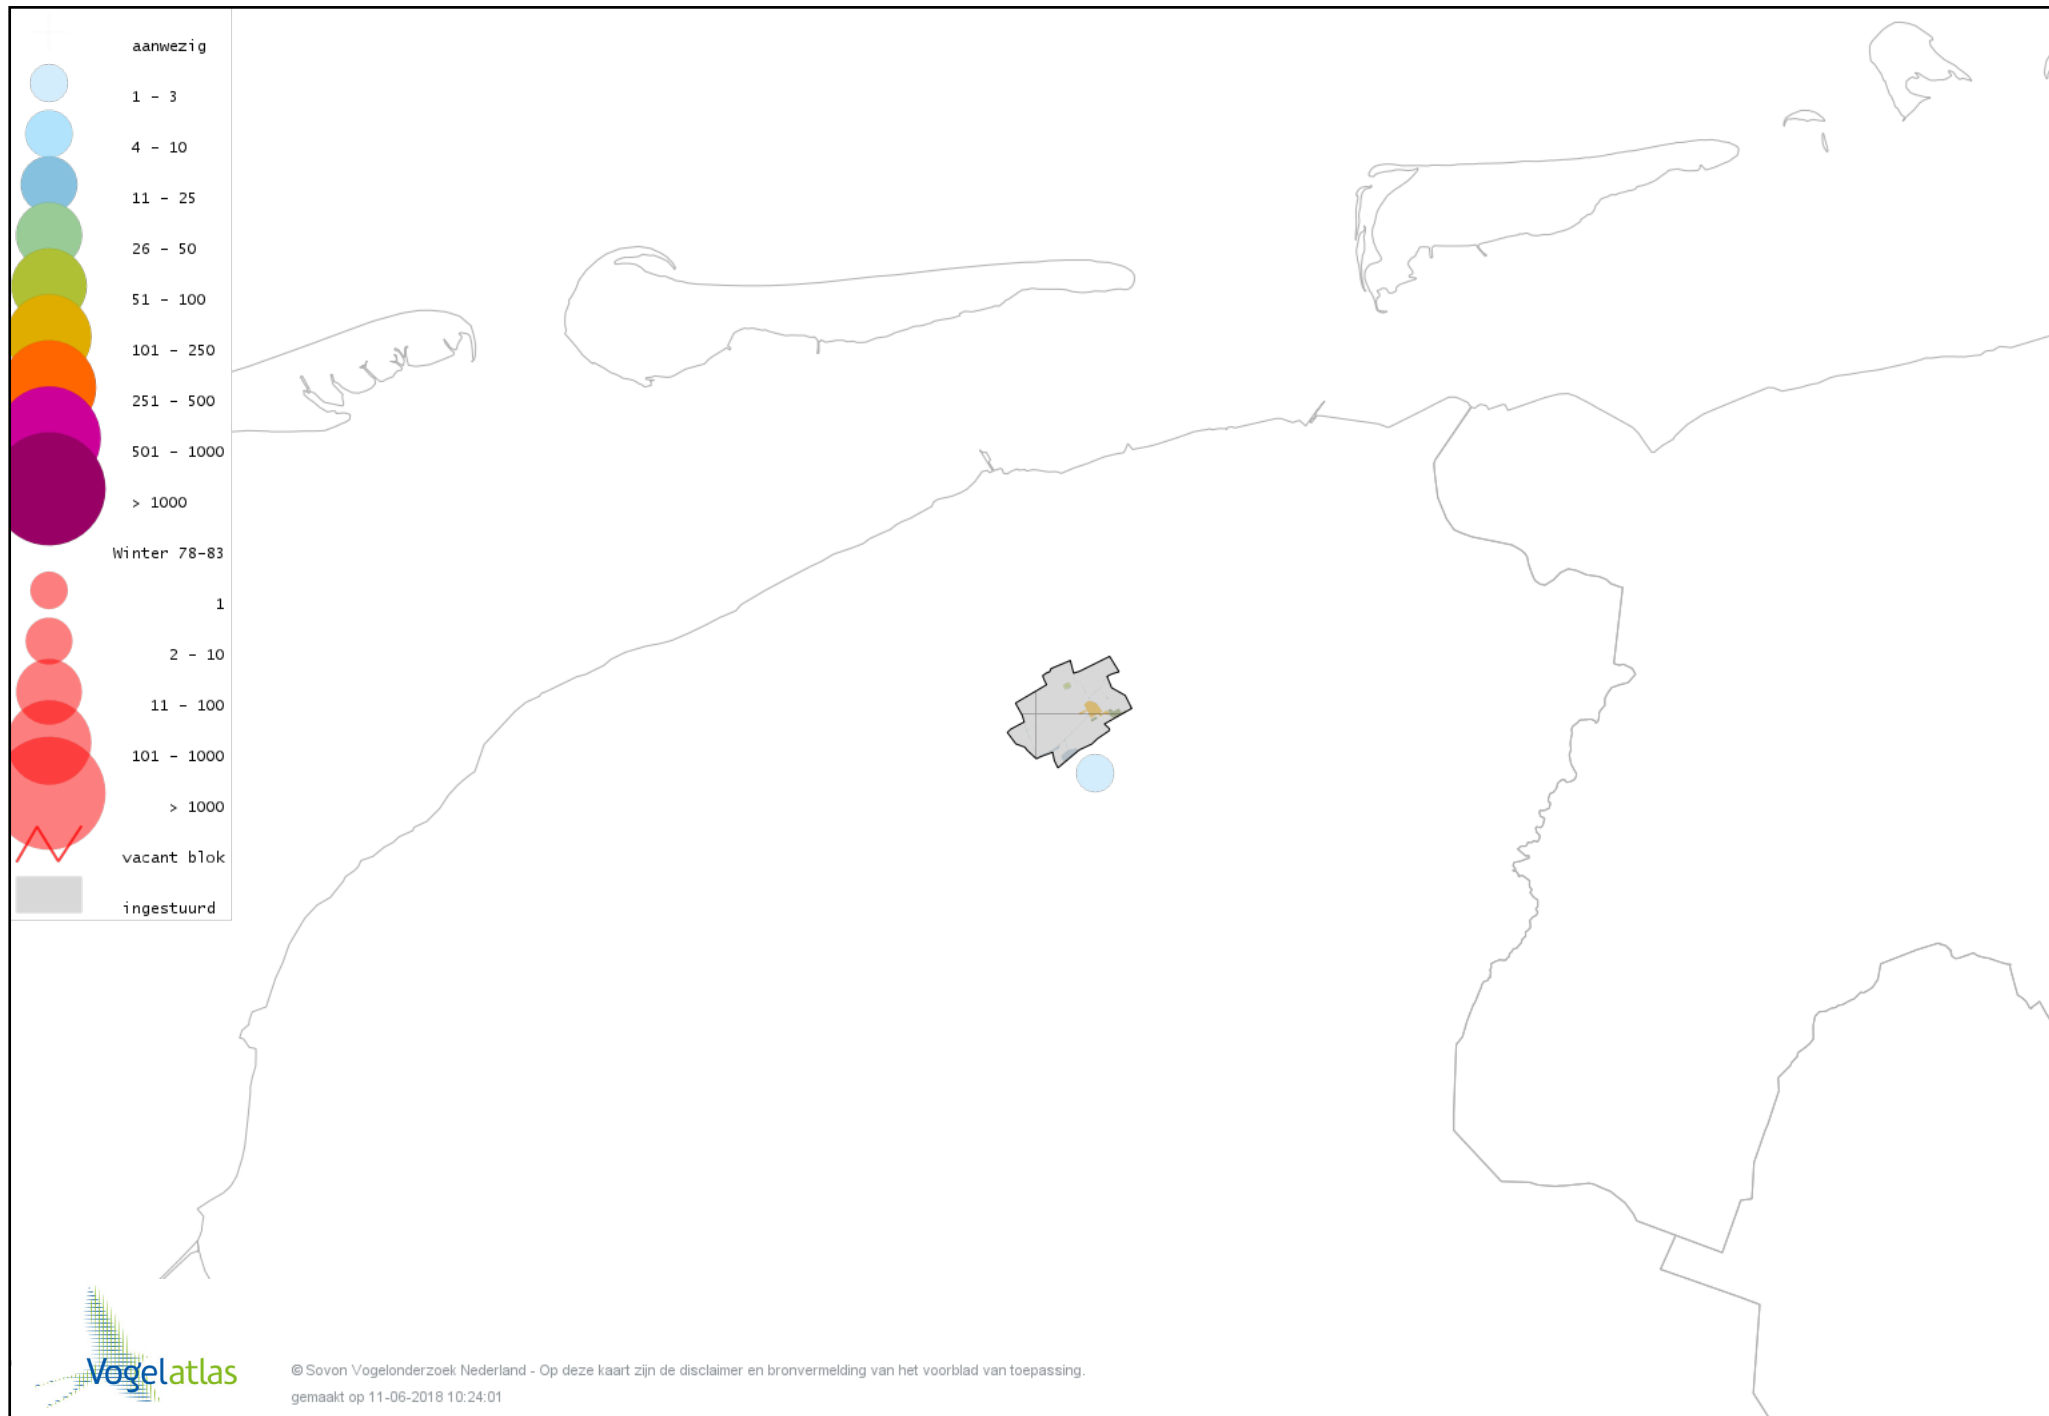 aanwezig
1 - 3
4 - 10
11 - 25
26 - 50
51 - 100
101 - 250
251 - 500
501 - 1000
> 1000
Winter 78-83
1
2 - 10
11 - 100
101 - 1000
> 1000
vacant blok
ingestuurd
Vogelatlas
© Sovon Vogelonderzoek Nederland - Op deze kaart zijn de disclaimer en bronvermelding van het voorblad van toepassing.
gemaakt op 11-06-2018 10:24:01